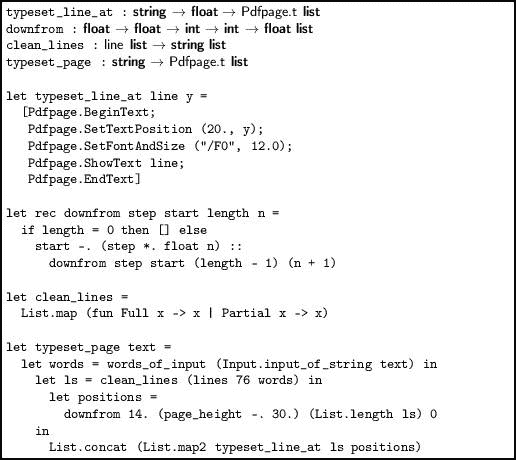 typeset_line_at : string → float → Pdfpage.t list
downfrom : float → float → int → int → float list
clean_lines : line list → string list
typeset_page : string → Pdfpage.t list
let typeset_line_at line y =
[Pdfpage.BeginText;
Pdfpage.SetTextPosition (20., y);
Pdfpage.SetFontAndSize ("/F0", 12.0);
Pdfpage.ShowText line;
Pdfpage.EndText]
let rec downfrom step start length n =
if length = 0 then [] else
start -. (step *. float n) ::
downfrom step start (length - 1) (n + 1)
let clean_lines =
List.map (fun Full x -> x | Partial x -> x)
let typeset_page text =
let words = words_of_input (Input.input_of_string text) in
let ls = clean_lines (lines 76 words) in
let positions =
downfrom 14. (page_height -. 30.) (List.length ls) 0
in
List.concat (List.map2 typeset_line_at ls positions)